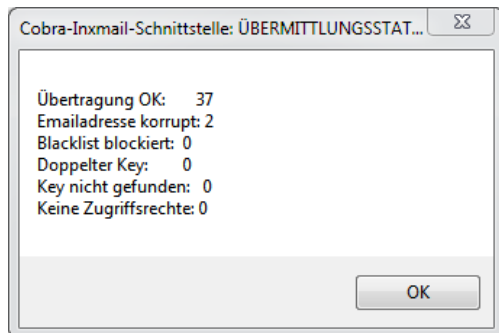 Cobra-Inxmail-Schnittstelle: ÜBERMITTLUNGSSTAT...
Übertragung OK: 37
Emailadresse korrupt: 2
Blacklist blockiert: 0
Doppelter Key: 0
Key nicht gefunden: 0
Keine Zugriffsrechte: 0
OK